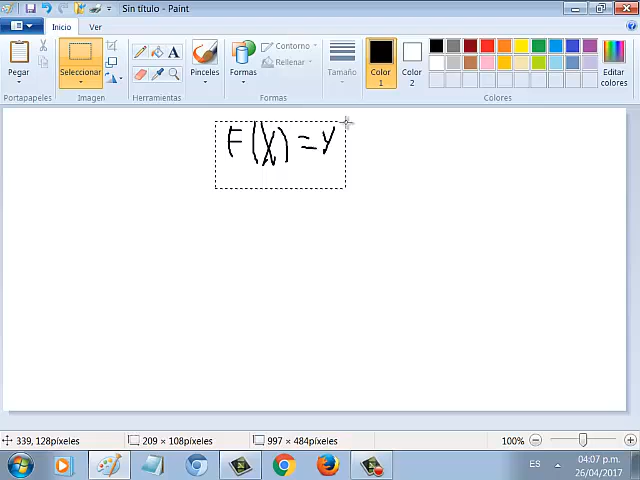 Sin título - Paint
Inicio Ver
Pegar Seleccionar Pinceles Formas Contorno Rellenar Tamaño Color 1 Color 2 Editar colores
Portapapeles Imagen Herramientas Formas Colores
F(X)=y
339, 128píxeles 209 × 108píxeles 997 × 484píxeles 100%
ES 04:07 p.m.
26/04/2017